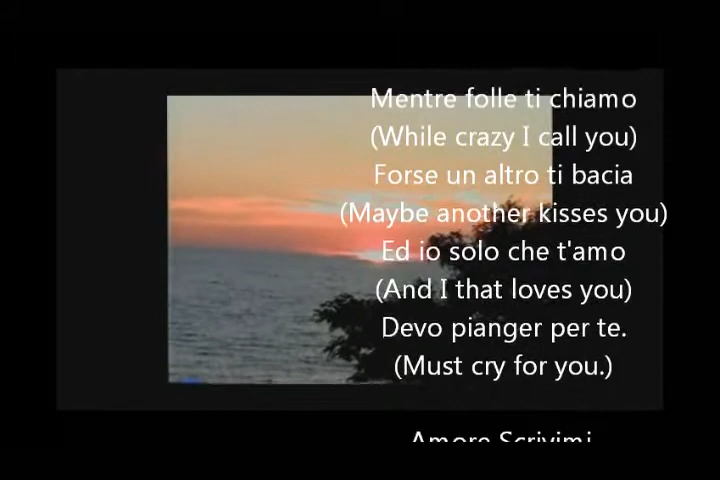 Mentre folle ti chiamo
(While crazy I call you)
Forse un altro ti bacia
(Maybe another kisses you)
Ed io solo che t'amo
(And I that loves you)
Devo pianger per te.
(Must cry for you.)
Amore Scrivimi